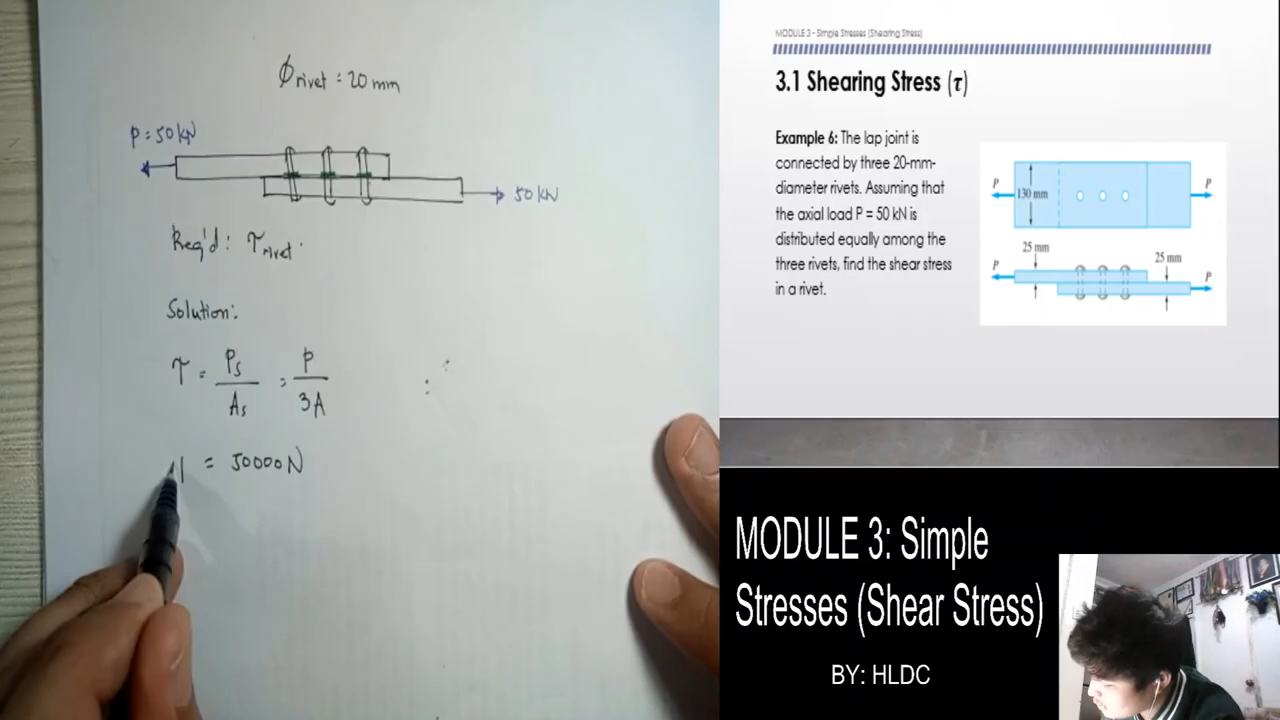 ϕrivet = 20 mm
P = 50 kN
50 kN
Req'd: τrivet.
Solution:
τ = Ps / As = P / 3A
= 50000N
MODULE 3 - Simple Stresses (Shearing Stress)
3.1 Shearing Stress (τ)
Example 6: The lap joint is
connected by three 20-mm-
diameter rivets. Assuming that
the axial load P = 50 kN is
distributed equally among the
three rivets, find the shear stress
in a rivet.
P
130 mm
P
25 mm
25 mm
P
P
MODULE 3: Simple
Stresses (Shear Stress)
BY: HLDC